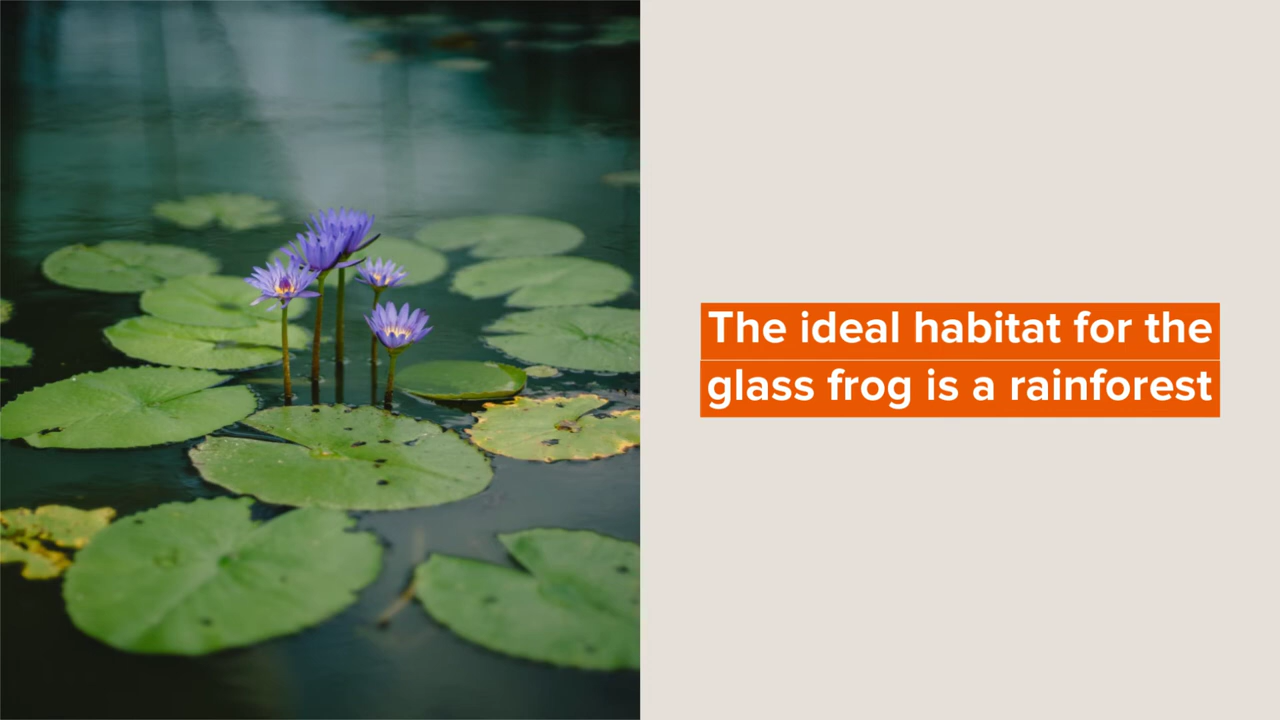 The ideal habitat for the
glass frog is a rainforest